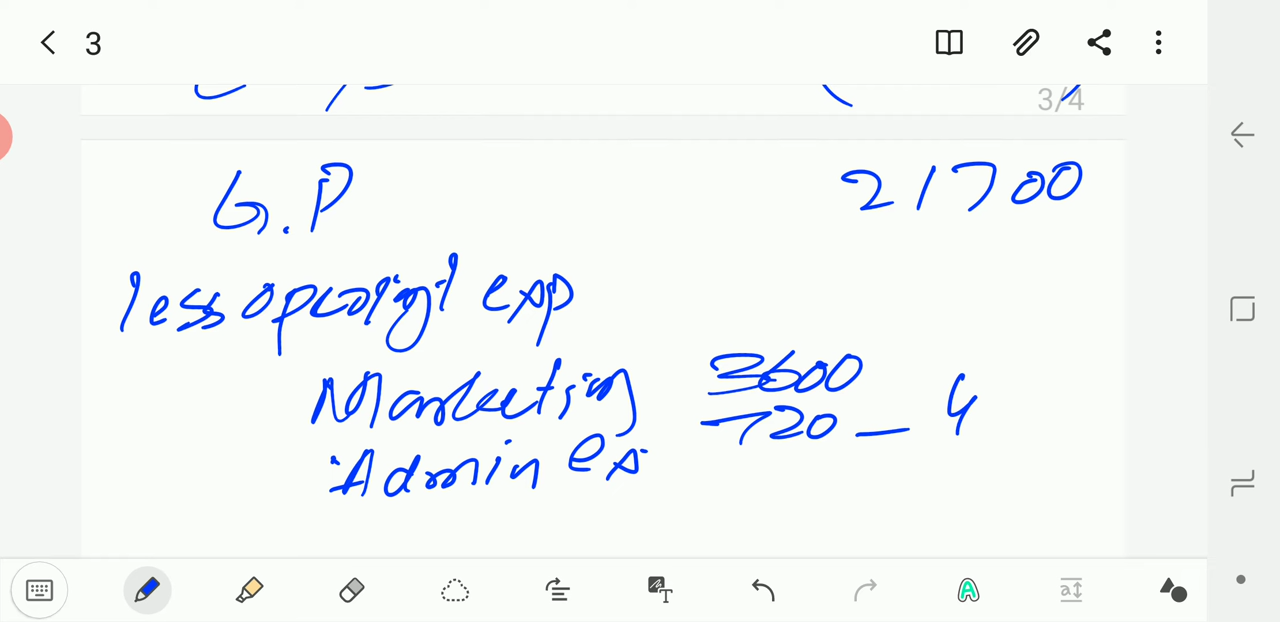 3
3/4
G.P 21700
less operating exp
Marketing 3600
720 - 4
Admin ex